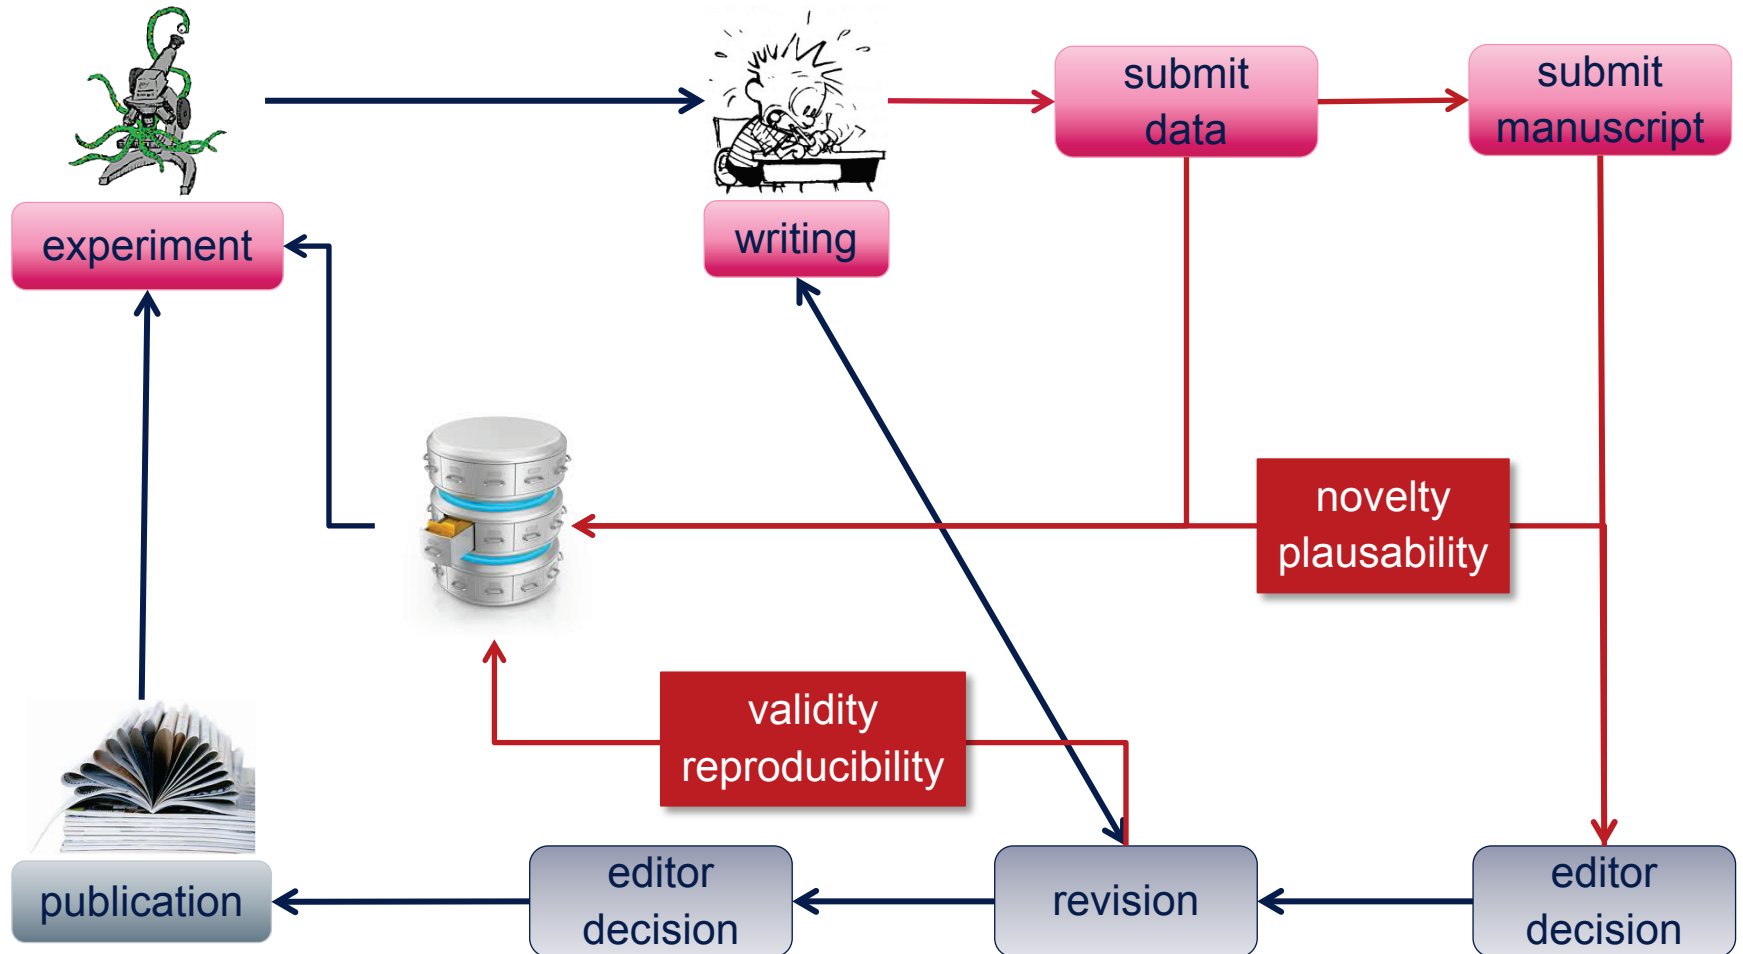 submit
data
submit
manuscript
experiment
writing
novelty
plausability
validity
reproducibility
publication
editor
decision
revision
editor
decision